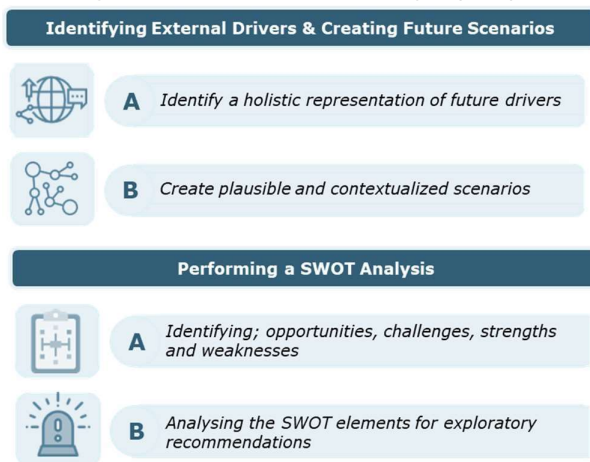 Identifying External Drivers & Creating Future Scenarios
A Identify a holistic representation of future drivers
B Create plausible and contextualized scenarios
Performing a SWOT Analysis
A Identifying; opportunities, challenges, strengths
and weaknesses
B Analysing the SWOT elements for exploratory
recommendations